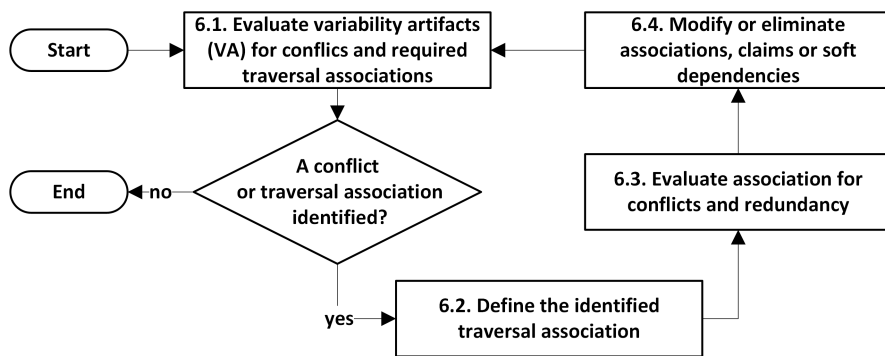 Start
6.1. Evaluate variability artifacts
(VA) for conflics and required
traversal associations
6.4. Modify or eliminate
associations, claims or soft
dependencies
A conflict
or traversal association
identified?
no
End
6.3. Evaluate association for
conflicts and redundancy
yes
6.2. Define the identified
traversal association